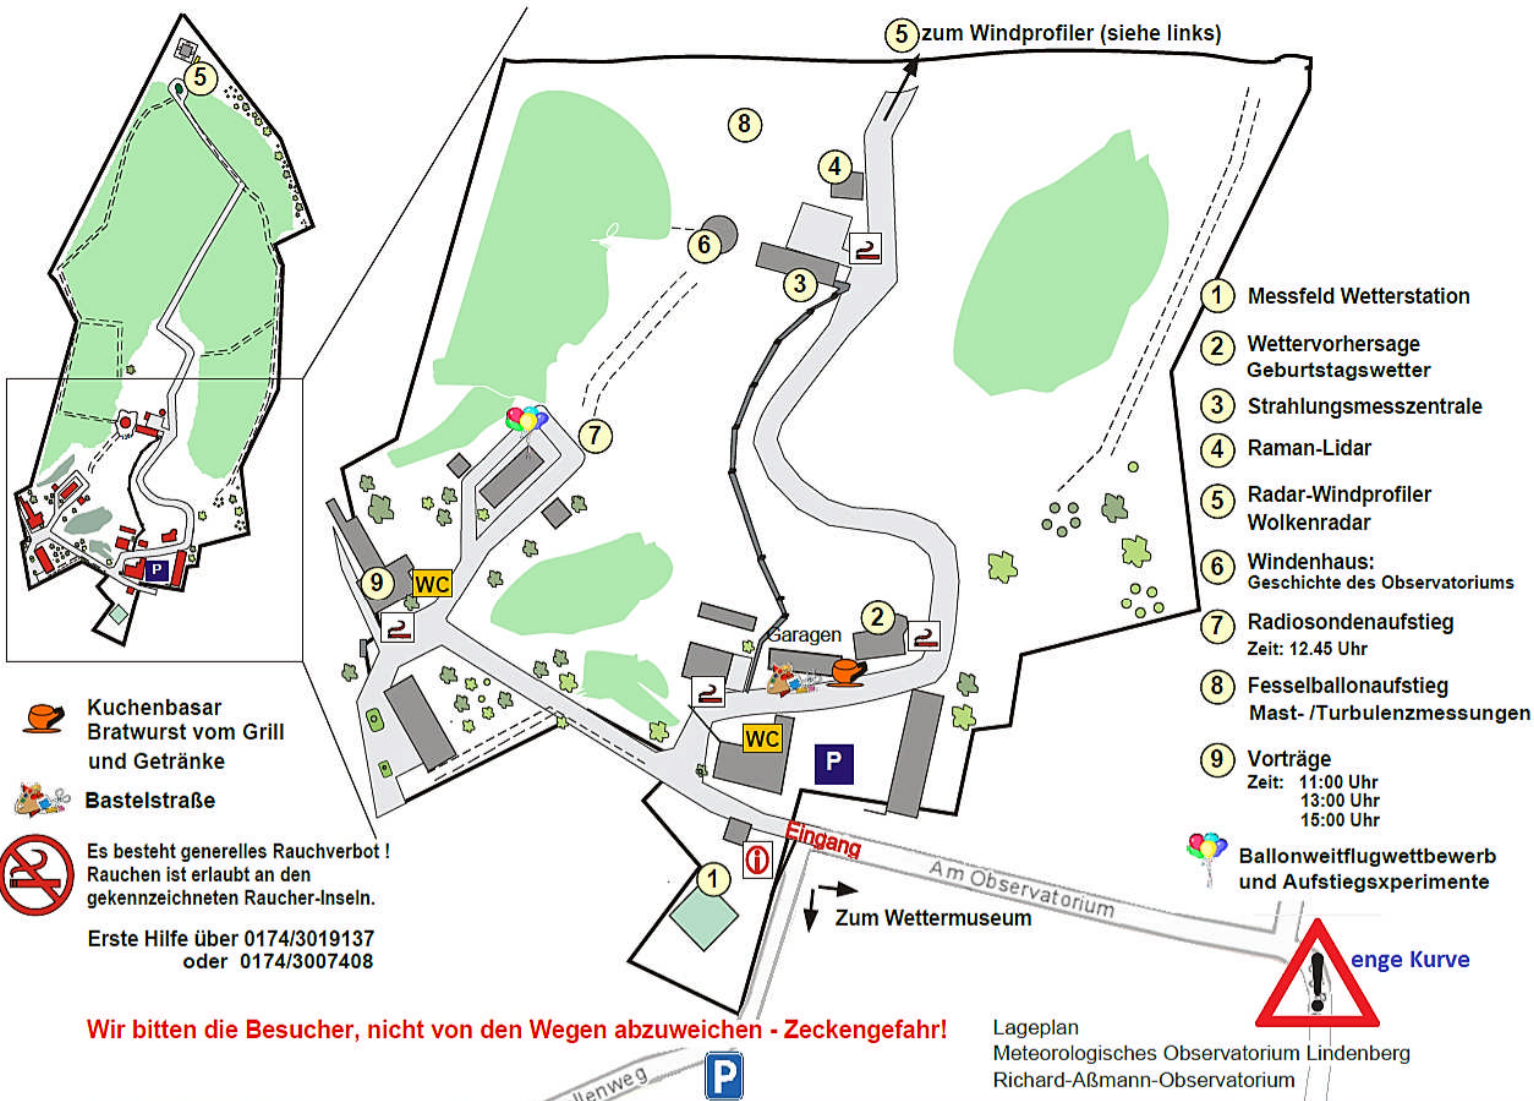 5 zum Windprofiler (siehe links)
5
8
4
6
3
7
9
WC
2
Garagen
WC
P
P
Eingang
1
Am Observatorium
Zum Wettermuseum
1 Messfeld Wetterstation
2 Wettervorhersage
Geburtstagswetter
3 Strahlungsmesszentrale
4 Raman-Lidar
5 Radar-Windprofiler
Wolkenradar
6 Windenhaus:
Geschichte des Observatoriums
7 Radiosondenaufstieg
Zeit: 12.45 Uhr
8 Fesselballonaufstieg
Mast- /Turbulenzmessungen
9 Vorträge
Zeit: 11:00 Uhr
13:00 Uhr
15:00 Uhr
Ballonweitflugwettbewerb
und Aufstiegsxperimente
enge Kurve
Kuchenbasar
Bratwurst vom Grill
und Getränke
Bastelstraße
Es besteht generelles Rauchverbot !
Rauchen ist erlaubt an den
gekennzeichneten Raucher-Inseln.
Erste Hilfe über 0174/3019137
oder 0174/3007408
Wir bitten die Besucher, nicht von den Wegen abzuweichen - Zeckengefahr!
P
Lageplan
Meteorologisches Observatorium Lindenberg
Richard-Aßmann-Observatorium